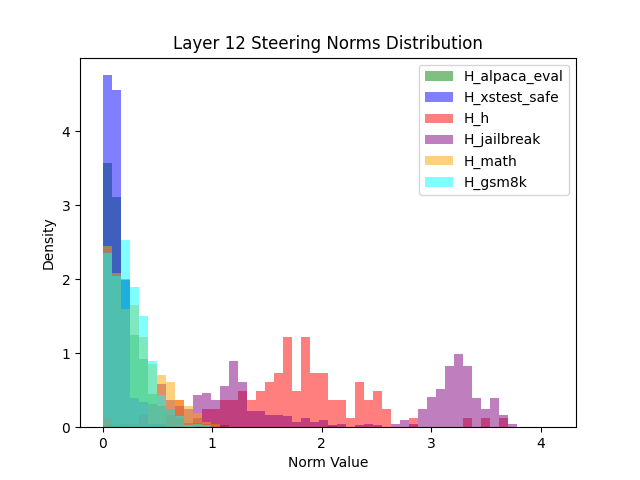 Layer 12 Steering Norms Distribution
H_alpaca_eval
H_xstest_safe
H_h
H_jailbreak
H_math
H_gsm8k
Density
4
3
2
1
0
0 1 2 3 4
Norm Value